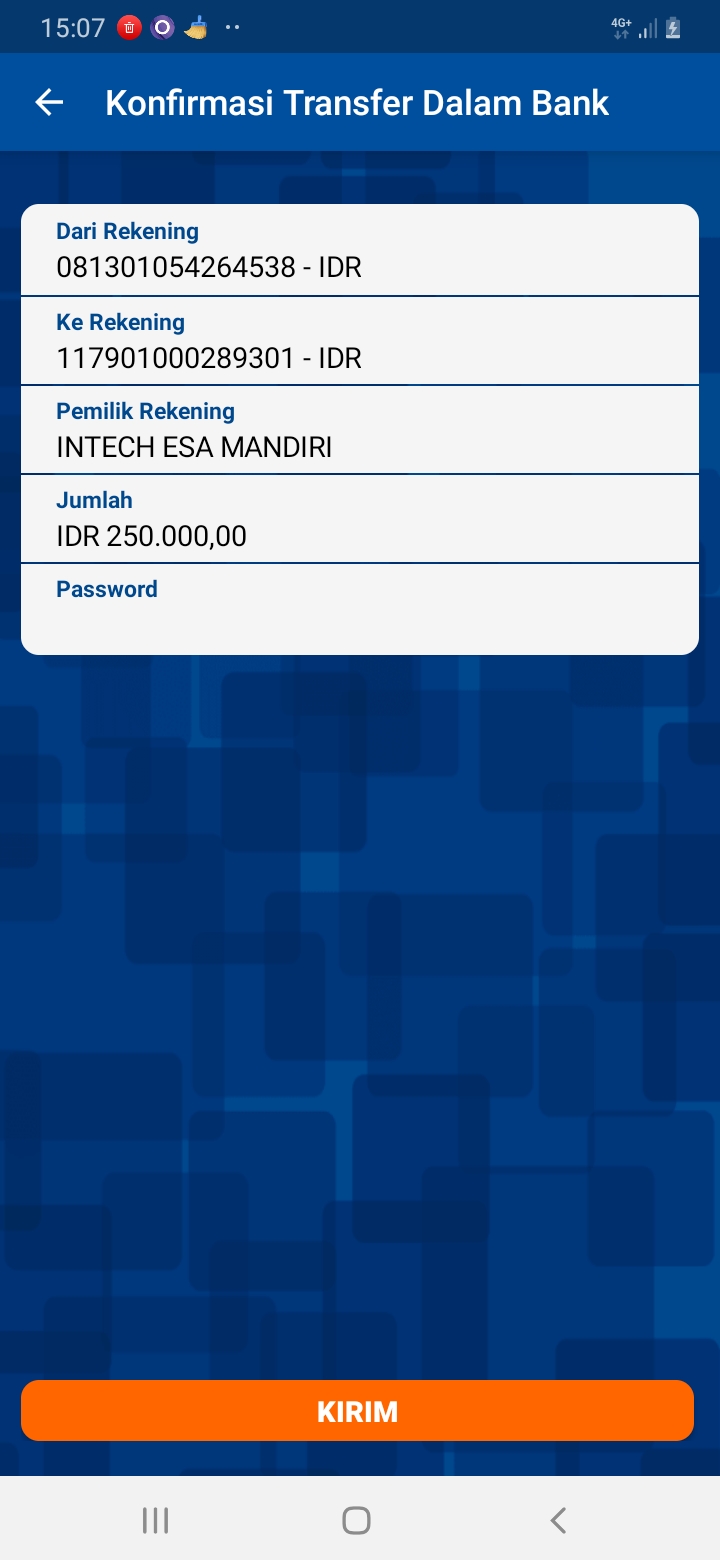 15:07
4G+
Konfirmasi Transfer Dalam Bank
Dari Rekening
081301054264538 - IDR
Ke Rekening
117901000289301 - IDR
Pemilik Rekening
INTECH ESA MANDIRI
Jumlah
IDR 250.000,00
Password
KIRIM